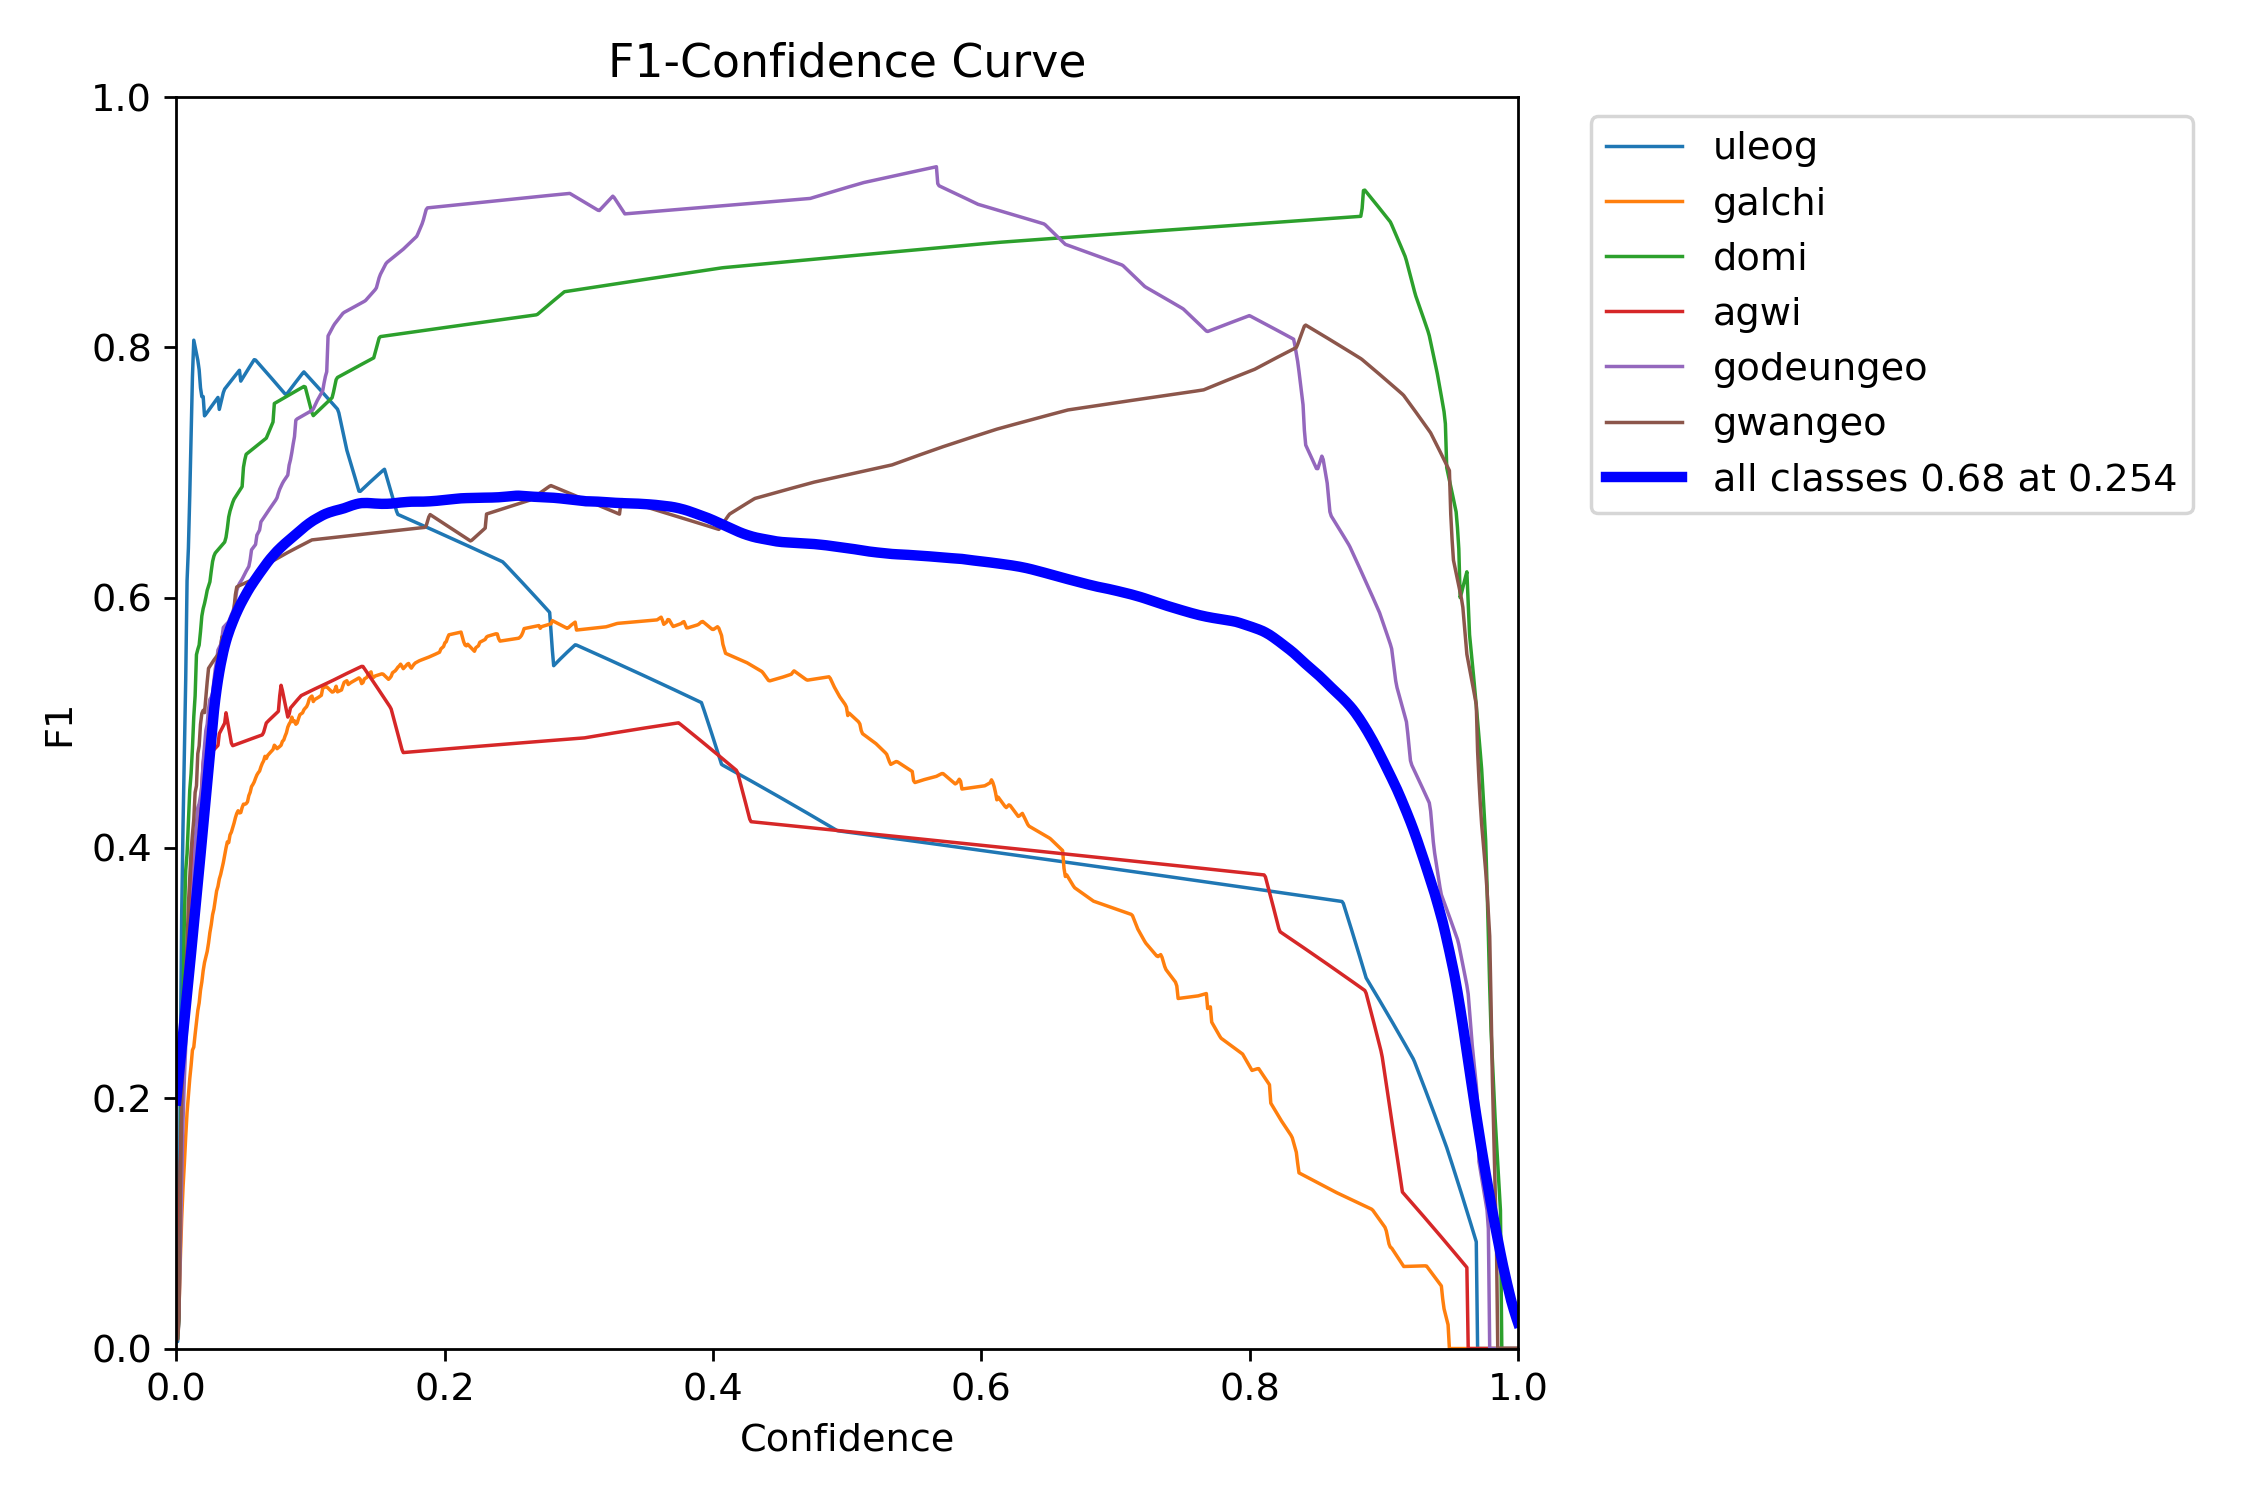 F1-Confidence Curve
1.0
0.8
0.6
0.4
0.2
0.0
F1
0.0 0.2 0.4 0.6 0.8 1.0
Confidence
uleog
galchi
domi
agwi
godeungeo
gwangeo
all classes 0.68 at 0.254